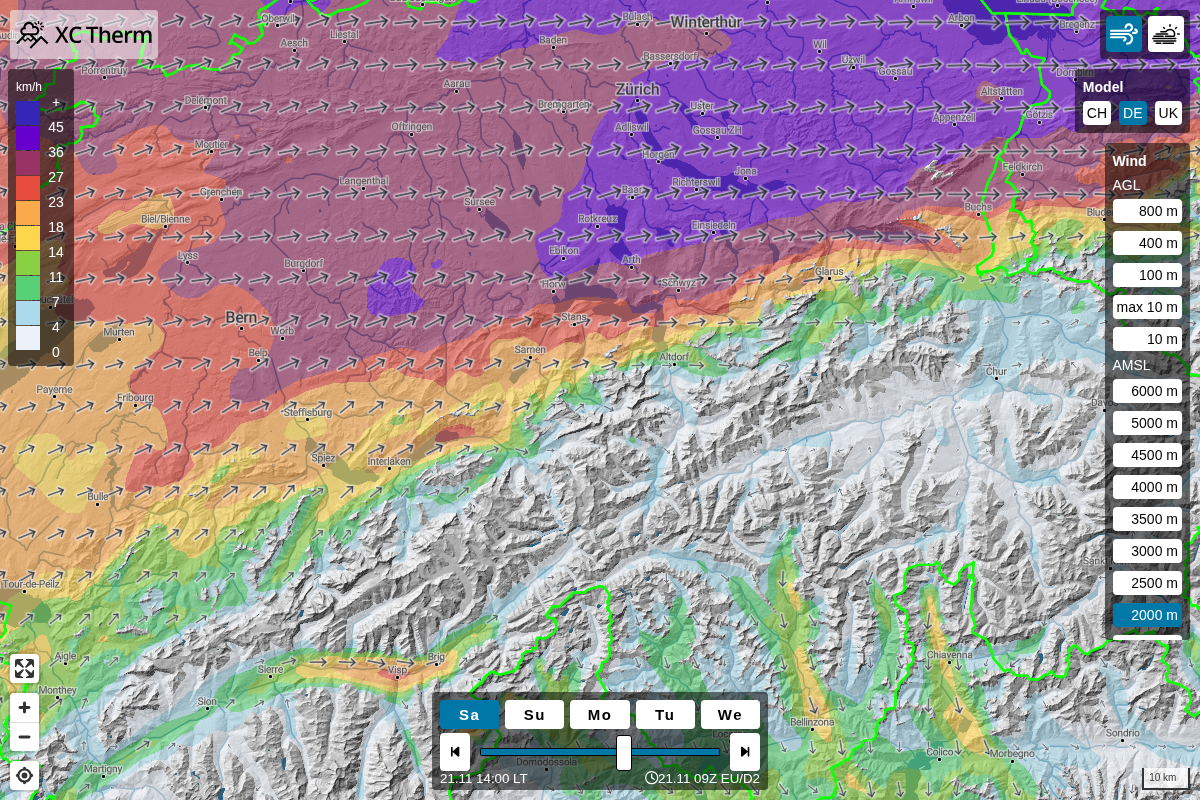 XC Therm
km/h
+
45
36
27
23
18
14
11
7
4
0
Oberwil
Aesch
Liestal
Porrentruy
Delémont
Moutier
Grenchen
Biel/Bienne
Lyss
Burgdorf
Langenthal
Oftringen
Aarau
Baden
Bremgarten
Bülach
Winterthur
Bassersdorf
Zürich
Uster
Adliswil
Gossau ZH
Horgen
Jona
Richterswil
Baar
Sursee
Rotkreuz
Einsiedeln
Ebikon
Arth
Horw
Schwyz
Stans
Sarnen
Altdorf
Glarus
Wil
Uzwil
Gossau
Arbon
Bregenz
Dornbirn
Altstätten
Appenzell
Götzis
Feldkirch
Buchs
Chur
Bern
Worb
Belp
Murten
Payerne
Fribourg
Steffisburg
Spiez
Interlaken
Bulle
Tour-de-Peilz
Aigle
Monthey
Sierre
Visp
Brig
Sion
Martigny
Domodossola
Bellinzona
Chiavenna
Colico
Morbegno
Sondrio
Model
CH
DE
UK
Wind
AGL
800 m
400 m
100 m
max 10 m
10 m
AMSL
6000 m
5000 m
4500 m
4000 m
3500 m
3000 m
2500 m
2000 m
Sa
Su
Mo
Tu
We
21.11 14:00 LT
21.11 09Z EU/D2
10 km